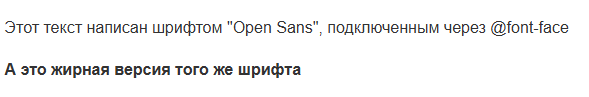 Этот текст написан шрифтом "Open Sans", подключенным через @font-face
А это жирная версия того же шрифта